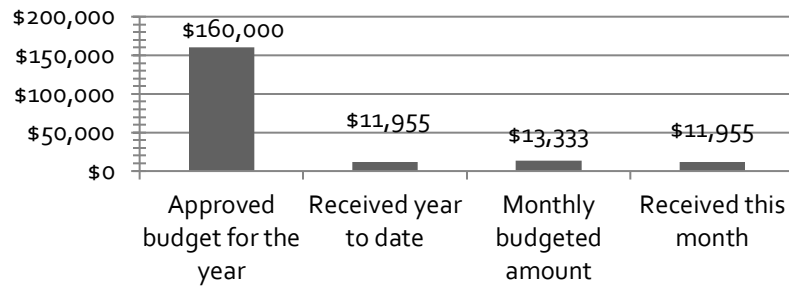 $200,000
$150,000
$100,000
$50,000
$0
$160,000
$11,955
$13,333
$11,955
Approved
budget for the
year
Received year
to date
Monthly
budgeted
amount
Received this
month